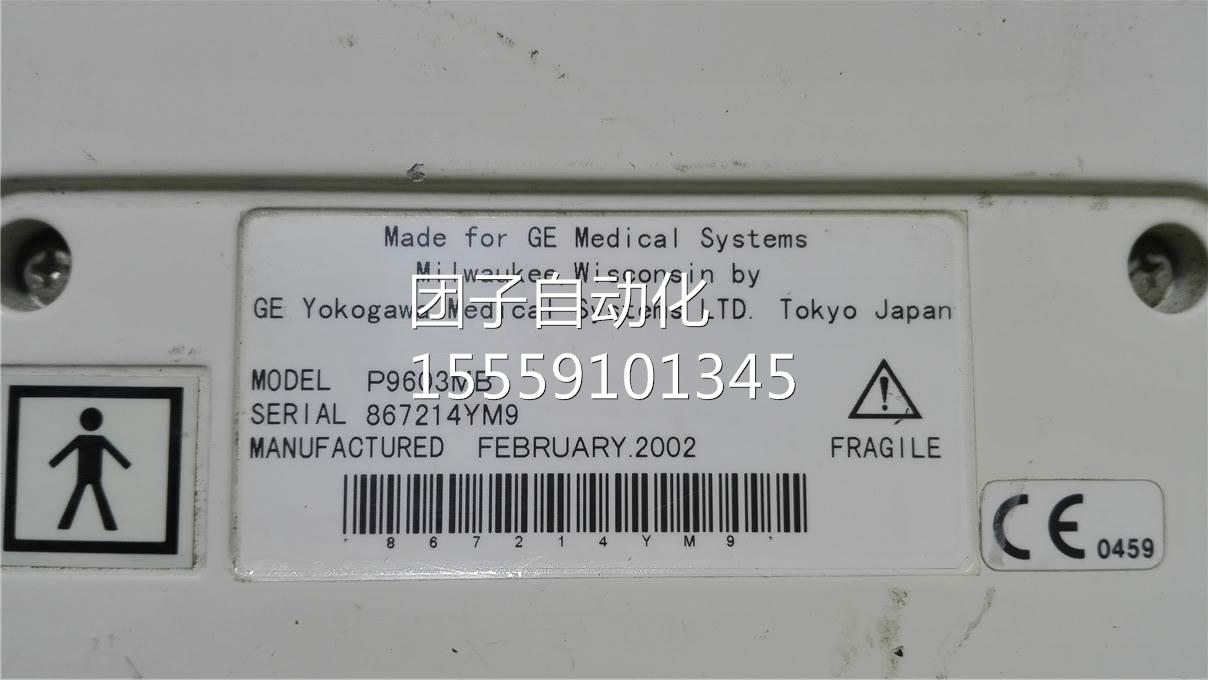 Made for GE Medical Systems
Milwaukee, Wisconsin by
GE Yokogawa Medical Systems LTD. Tokyo Japan
团子自动化
15559101345
MODEL P9603MB
SERIAL 867214YM9
MANUFACTURED FEBRUARY.2002
FRAGILE
*867214YM9*
CE 0459